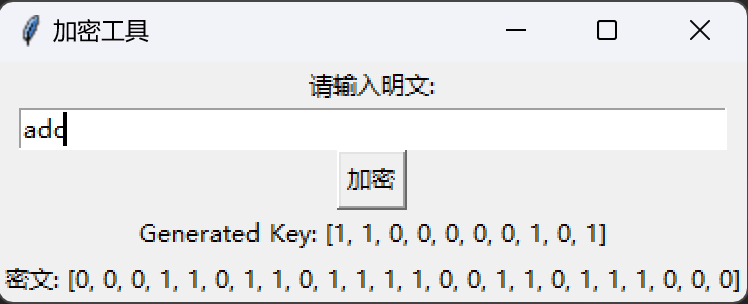 加密工具
请输入明文:
加密
Generated Key: [1, 1, 0, 0, 0, 0, 0, 1, 0, 1]
密文: [0, 0, 0, 1, 1, 0, 1, 1, 0, 1, 1, 1, 1, 0, 0, 1, 1, 0, 1, 1, 1, 0, 0, 0]